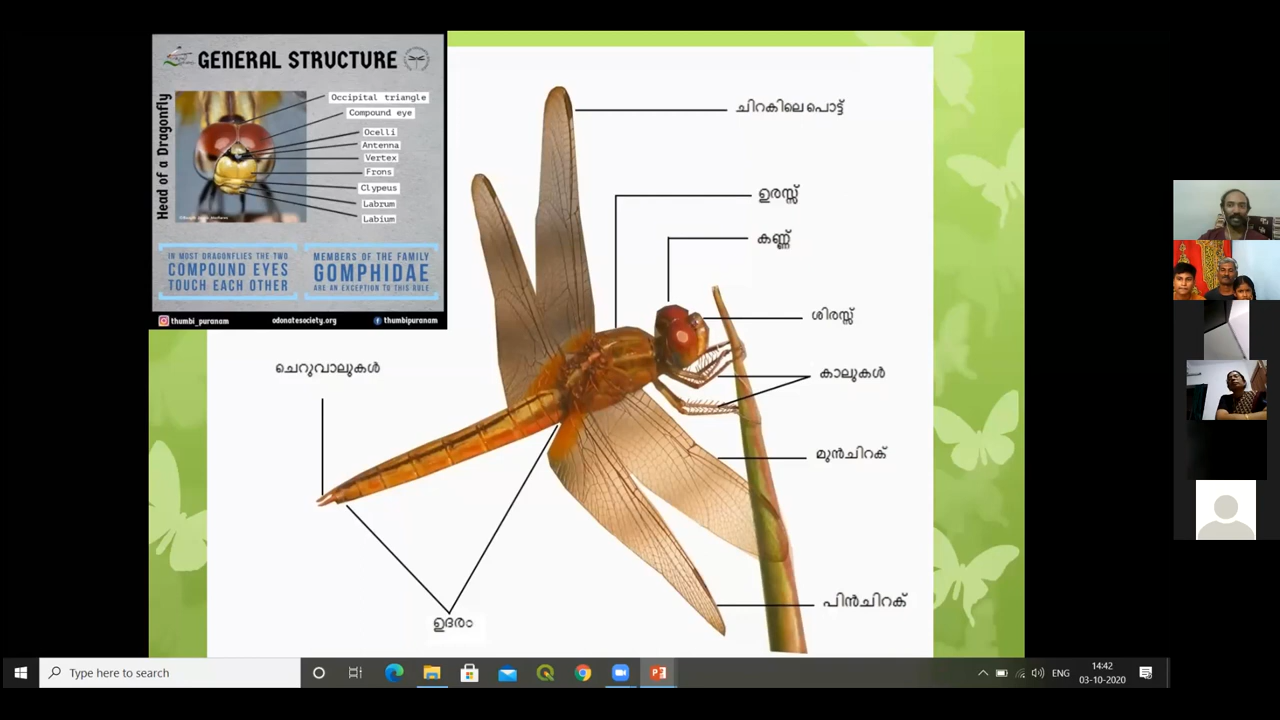 GENERAL STRUCTURE
Head of a Dragonfly
Occipital triangle
Compound eye
Ocelli
Antenna
Vertex
Frons
Clypeus
Labrum
Labium
IN MOST DRAGONFLIES THE TWO
COMPOUND EYES
TOUCH EACH OTHER
MEMBERS OF THE FAMILY
GOMPHIDAE
ARE AN EXCEPTION TO THIS RULE
thumbi_puranam
odonatesociety.org
thumbipuranam
ചിറകിലെ പൊട്ട്
ഉരസ്സ്
കണ്ണ്
ശിരസ്സ്
ചെറുവാലുകൾ
കാലുകൾ
മുൻചിറക്
പിൻചിറക്
ഉദരം
Type here to search
ENG
14:42
03-10-2020